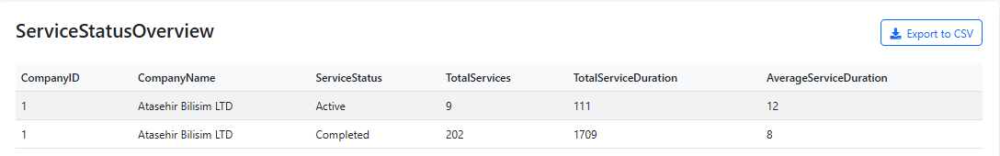 ServiceStatusOverview
Export to CSV
CompanyID CompanyName ServiceStatus TotalServices TotalServiceDuration AverageServiceDuration
1 Atasehir Bilisim LTD Active 9 111 12
1 Atasehir Bilisim LTD Completed 202 1709 8